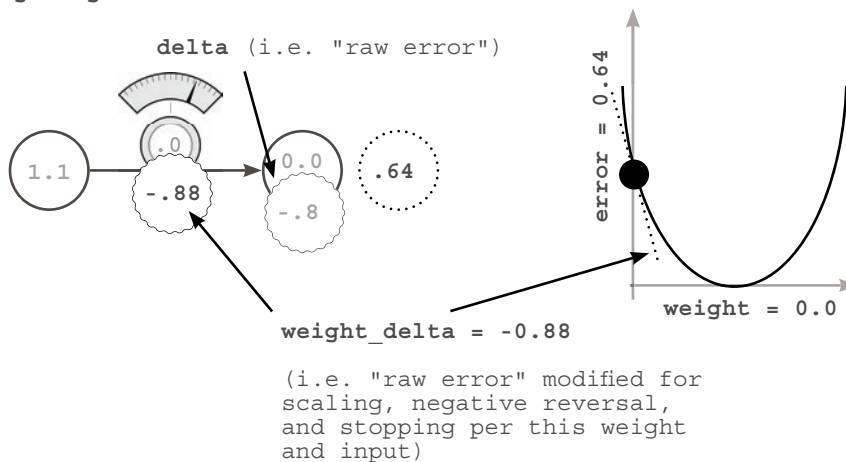 delta (i.e. "raw error")
error = 0.64
.0
1.1
0.0
.64
-.88
-.8
weight = 0.0
weight_delta = -0.88
(i.e. "raw error" modified for
scaling, negative reversal,
and stopping per this weight
and input)